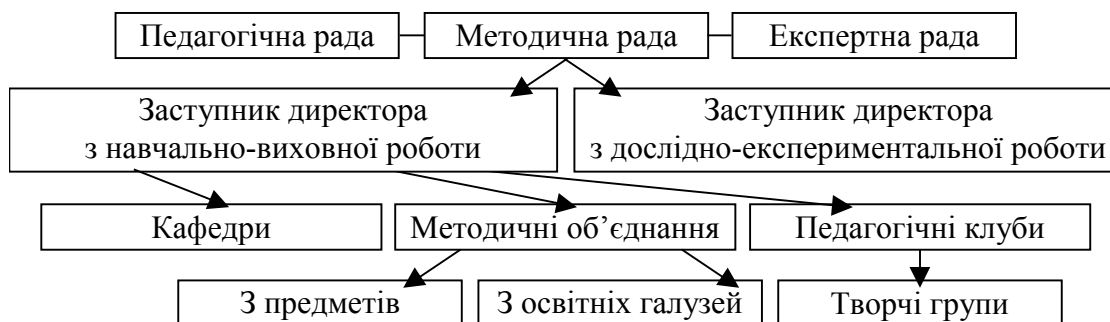 Педагогічна рада
Методична рада
Експертна рада
Заступник директора
з навчально-виховної роботи
Заступник директора
з дослідно-експериментальної роботи
Кафедри
Методичні об’єднання
Педагогічні клуби
З предметів
З освітніх галузей
Творчі групи